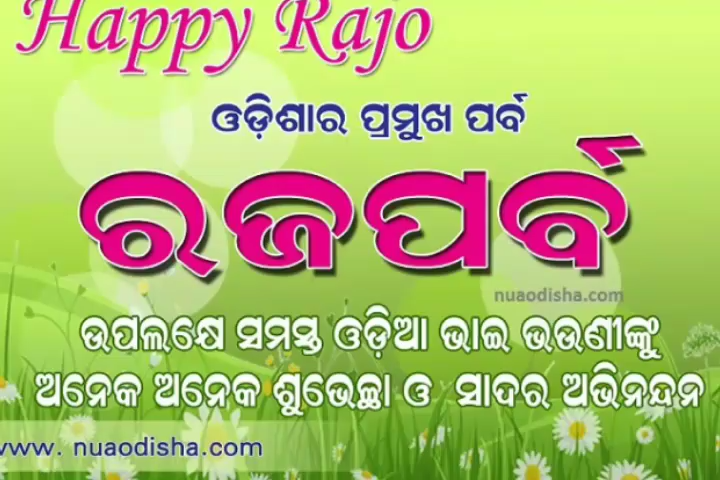 Happy Rajo
ଓଡ଼ିଶାର ପ୍ରମୁଖ ପର୍ବ
ରଜପର୍ବ
nuaodisha.com
ଉପଲକ୍ଷେ ସମସ୍ତ ଓଡ଼ିଆ ଭାଇ ଭଉଣୀଙ୍କୁ
ଅନେକ ଅନେକ ଶୁଭେଚ୍ଛା ଓ ସାଦର ଅଭିନନ୍ଦନ
www. nuaodisha.com